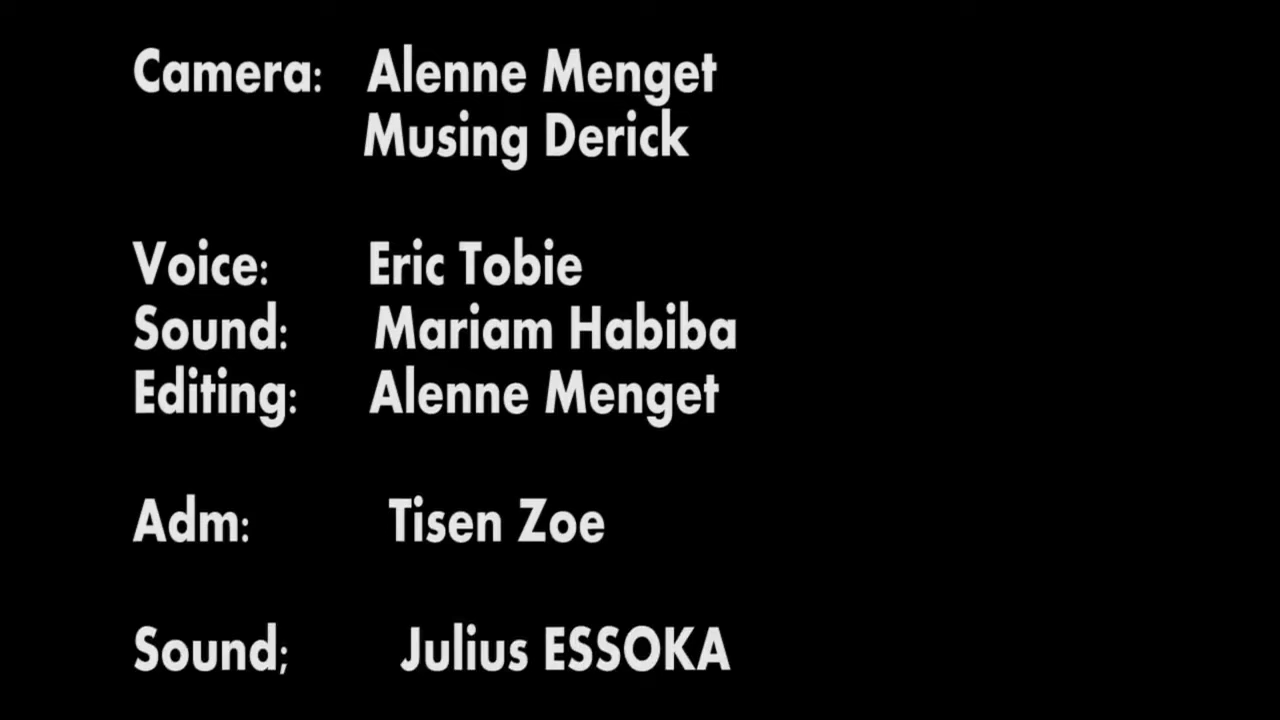 Camera: Alenne Menget
Musing Derick
Voice: Eric Tobie
Sound: Mariam Habiba
Editing: Alenne Menget
Adm: Tisen Zoe
Sound; Julius ESSOKA